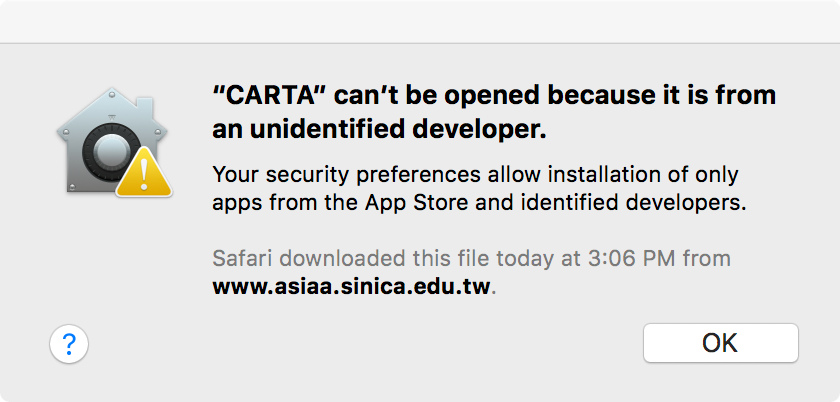 “CARTA” can’t be opened because it is from
an unidentified developer.
Your security preferences allow installation of only
apps from the App Store and identified developers.
Safari downloaded this file today at 3:06 PM from
www.asiaa.sinica.edu.tw.
?
OK